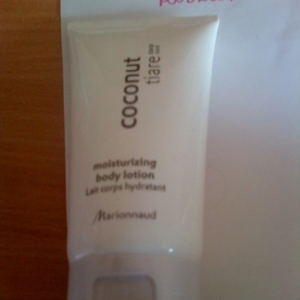 coconut
tiare
moisturizing
body lotion
Lait corps hydratant
Marionnaud